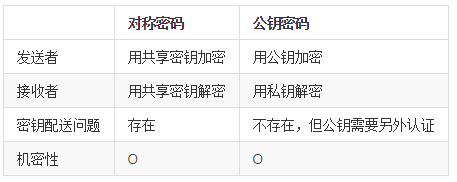 对称密码 公钥密码
发送者 用共享密钥加密 用公钥加密
接收者 用共享密钥解密 用私钥解密
密钥配送问题 存在 不存在，但公钥需要另外认证
机密性 O O